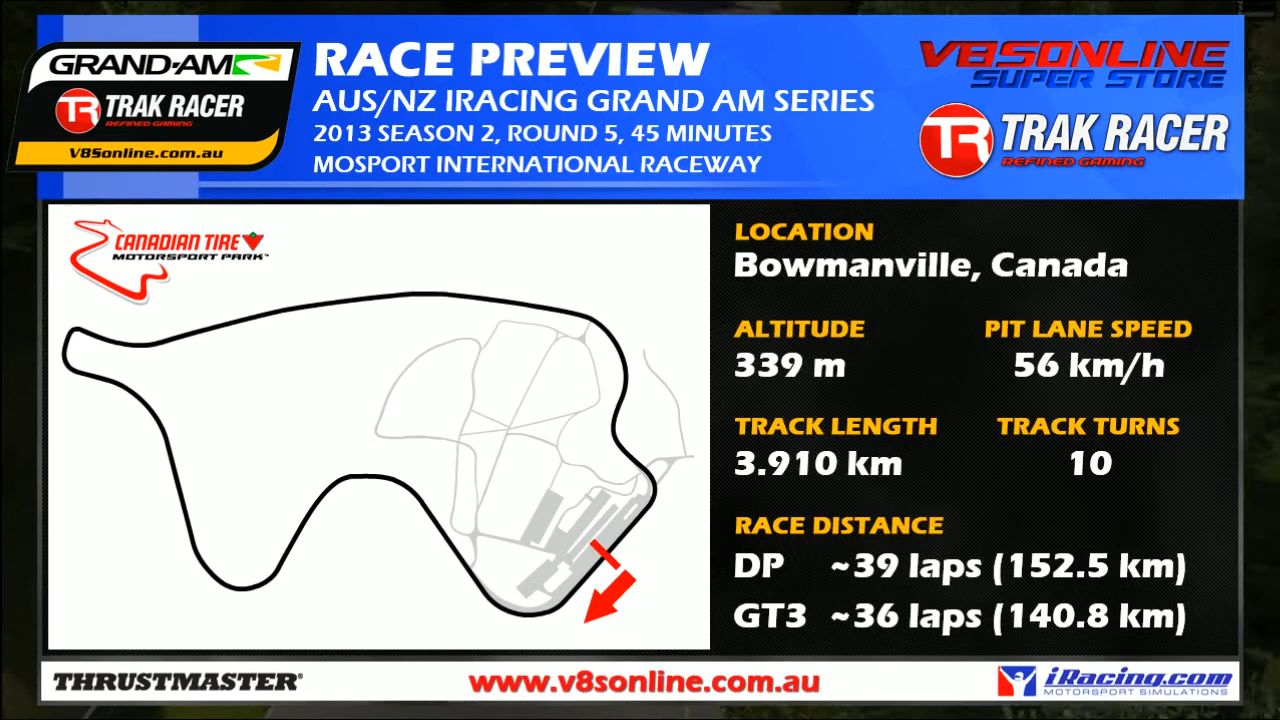 GRAND-AM
TR TRAK RACER
REFINED GAMING
V8Sonline.com.au
RACE PREVIEW
AUS/NZ IRACING GRAND AM SERIES
2013 SEASON 2, ROUND 5, 45 MINUTES
MOSPORT INTERNATIONAL RACEWAY
V8SONLINE
SUPER STORE
TR TRAK RACER
REFINED GAMING
CANADIAN TIRE
MOTORSPORT PARK™
LOCATION
Bowmanville, Canada
ALTITUDE PIT LANE SPEED
339 m 56 km/h
TRACK LENGTH TRACK TURNS
3.910 km 10
RACE DISTANCE
DP ~39 laps (152.5 km)
GT3 ~36 laps (140.8 km)
THRUSTMASTER®
www.v8sonline.com.au
iRacing.com
MOTORSPORT SIMULATIONS